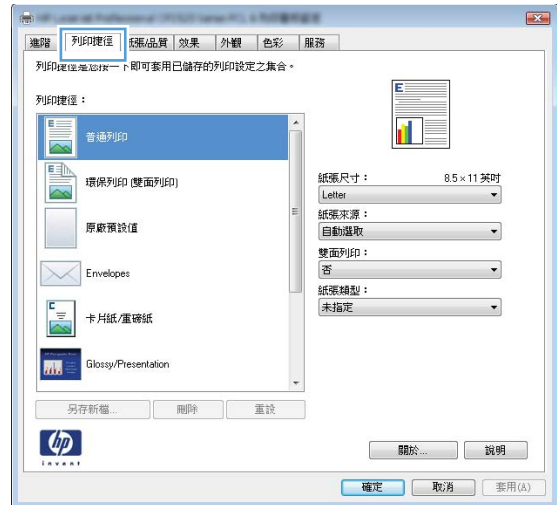 進階 列印捷徑 紙張/品質 效果 外觀 色彩 服務
列印捷徑是您按一下即可套用已儲存的列印設定之集合。
列印捷徑：
普通列印
環保列印 (雙面列印)
原廠預設值
Envelopes
卡片紙/重磅紙
Glossy/Presentation
另存新檔... 刪除 重設
紙張尺寸： 8.5 × 11 英吋
Letter
紙張來源：
自動選取
雙面列印：
否
紙張類型：
未指定
hp
invent
關於... 說明
確定 取消 套用(A)